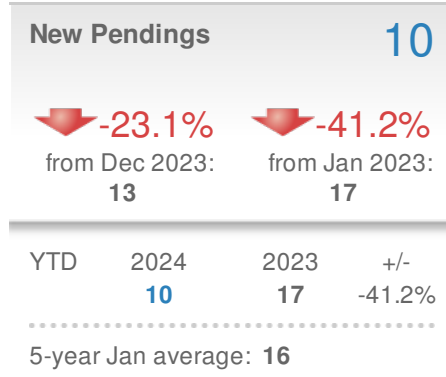 New Pendings 10
-23.1% -41.2%
from Dec 2023: from Jan 2023:
13 17
YTD 2024 2023 +/-
10 17 -41.2%
5-year Jan average: 16